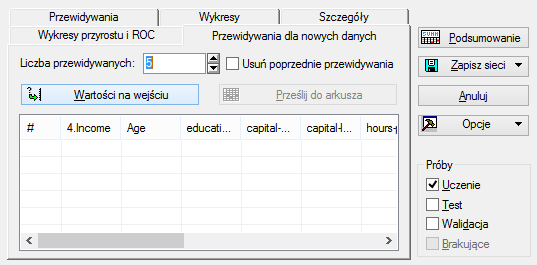 Przewidywania Wykresy Szczegóły
Wykresy przyrostu i ROC Przewidywania dla nowych danych
Liczba przewidywanych: 5 Usuń poprzednie przewidywania
Wartości na wejściu Prześlij do arkusza
# 4.Income Age educati... capital-... capital-l... hours-p
Podsumowanie
Zapisz sieci
Anuluj
Opcje
Próby
Uczenie
Test
Walidacja
Brakujące